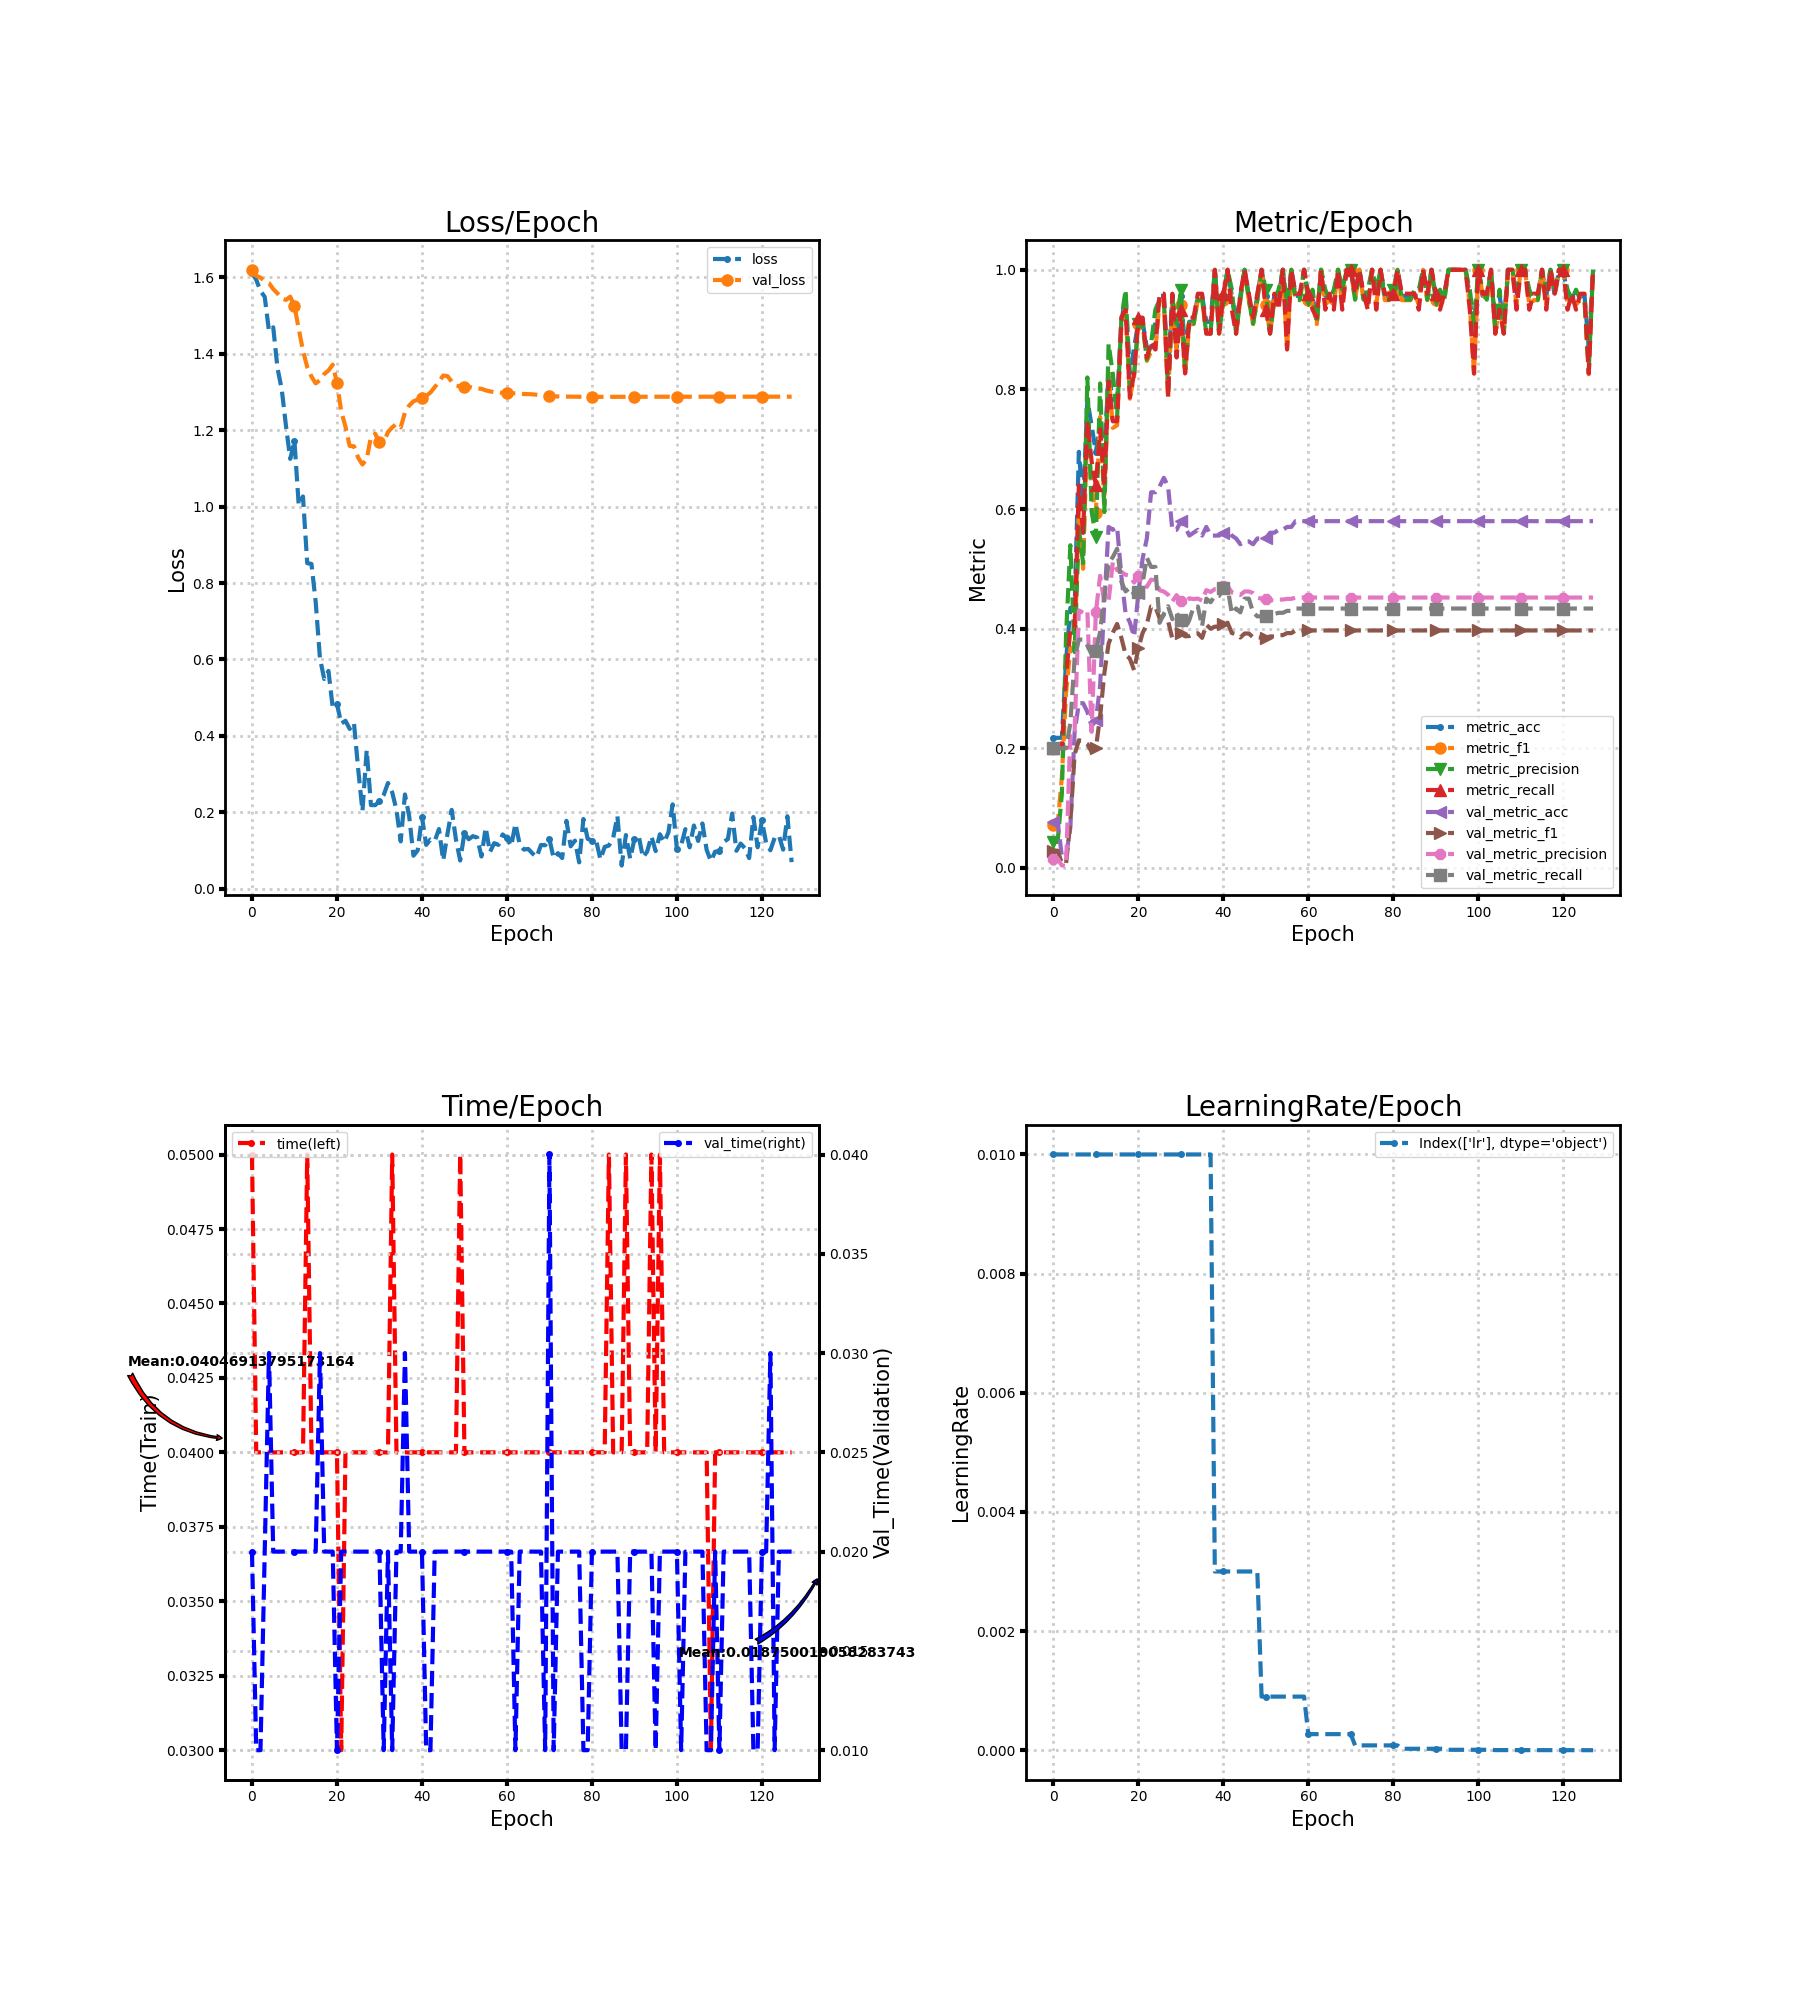 Loss/Epoch
1.6
1.4
1.2
1.0
0.8
0.6
0.4
0.2
0.0
Loss
loss
val_loss
0 20 40 60 80 100 120
Epoch
Metric/Epoch
1.0
0.8
0.6
0.4
0.2
0.0
Metric
metric_acc
metric_f1
metric_precision
metric_recall
val_metric_acc
val_metric_f1
val_metric_precision
val_metric_recall
0 20 40 60 80 100 120
Epoch
Time/Epoch
time(left)
val_time(right)
0.0500
0.0475
0.0450
0.0425
0.0400
0.0375
0.0350
0.0325
0.0300
Time(Train)
Mean:0.04046913795173164
0.040
0.035
0.030
0.025
0.020
0.015
0.010
Val_Time(Validation)
0 20 40 60 80 100 120
Epoch
LearningRate/Epoch
Index(['lr'], dtype='object')
0.010
0.008
0.006
0.004
0.002
0.000
LearningRate
0 20 40 60 80 100 120
Epoch